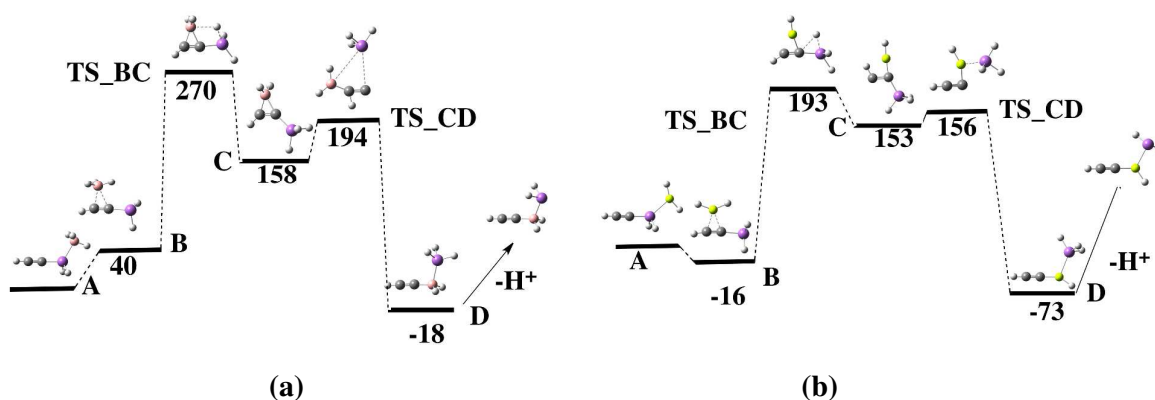 TS_BC
270
194
TS_CD
C
158
40
B
A
-18
D
-H+
(a)
TS_BC
193
C
153
156
TS_CD
A
-16
B
-73
D
-H+
(b)